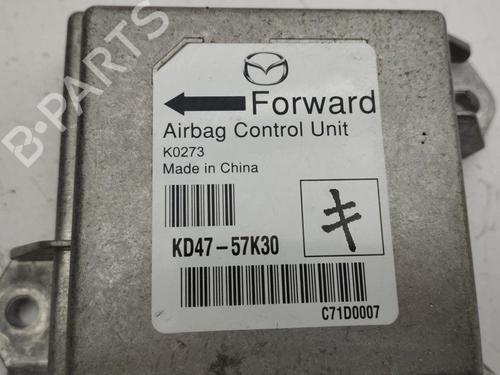 B-PARTS
Forward
Airbag Control Unit
K0273
Made in China
KD47-57K30
キ
C71D0007